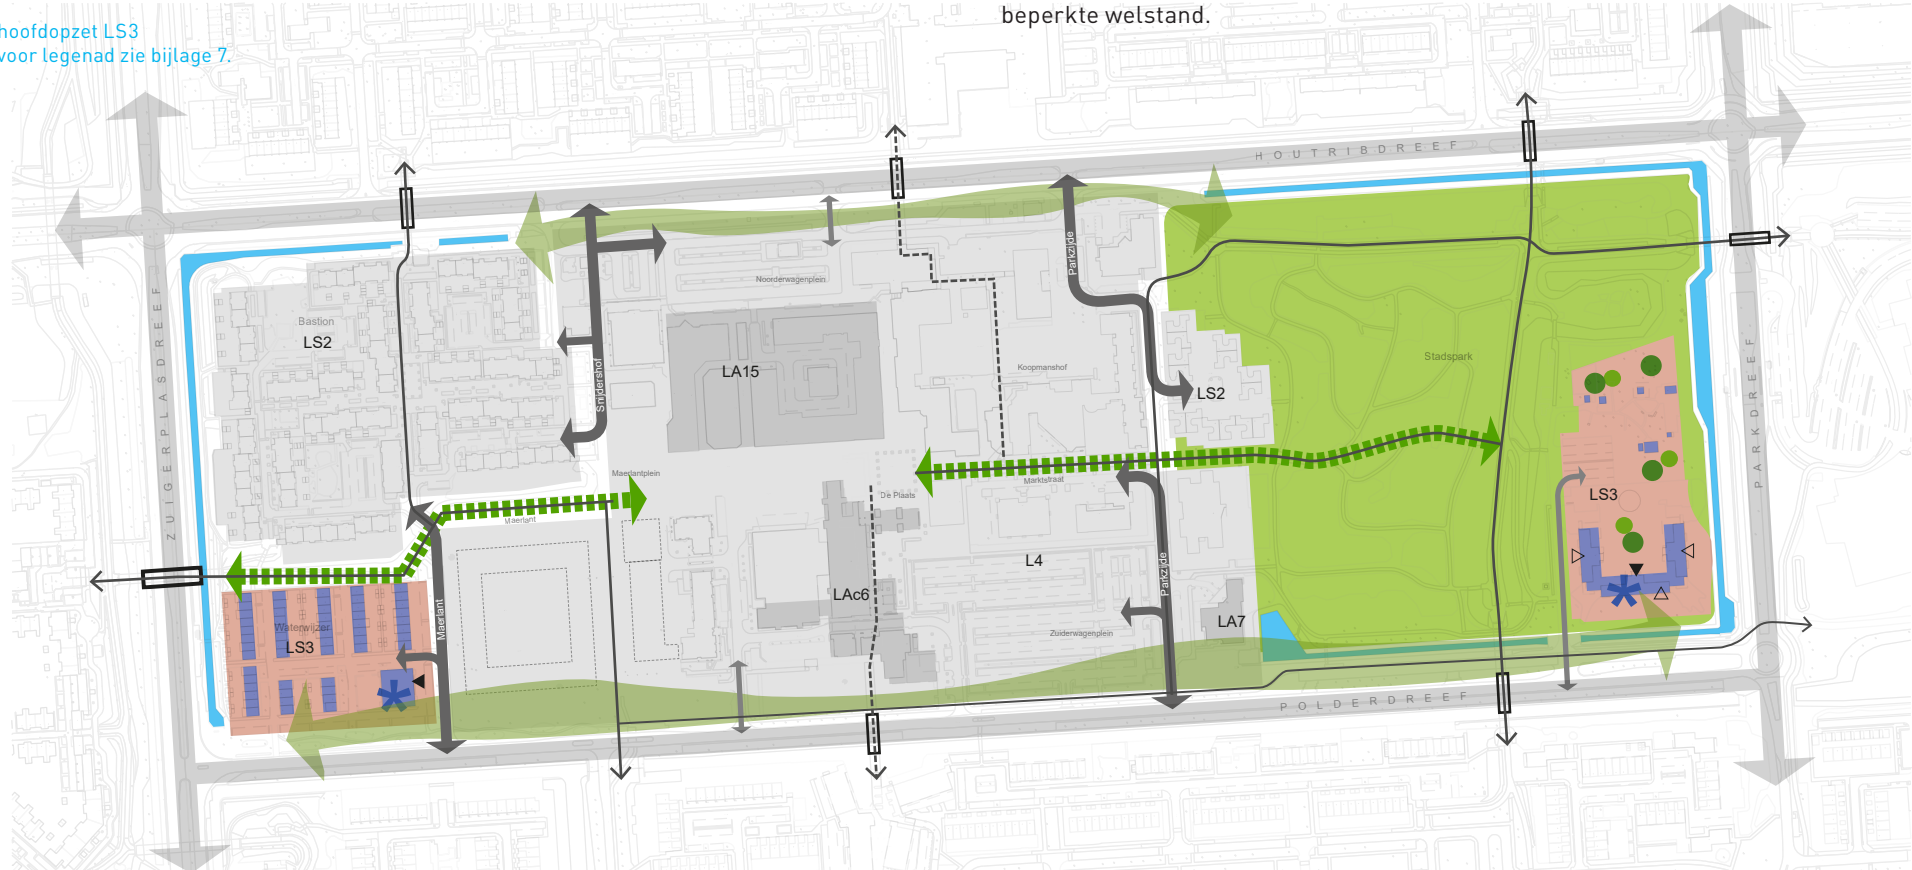 beperkte welstand.
hoofdopzet LS3
voor legenad zie bijlage 7.
HOUTRIBDREEF
Parkzijde
Noorderwagenplein
ZUIGERPLASDREEF
Bastion
LS2
Snijdershof
LA15
Koopmanshof
LS2
Stadspark
PARKDREEF
Maerlantplein
De Plaats
Marktstraat
LS3
Maerlant
L4
Parkzijde
LAc6
Maerlant
Waterwijzer
LS3
Zuiderwagenplein
LA7
POLDERDREEF